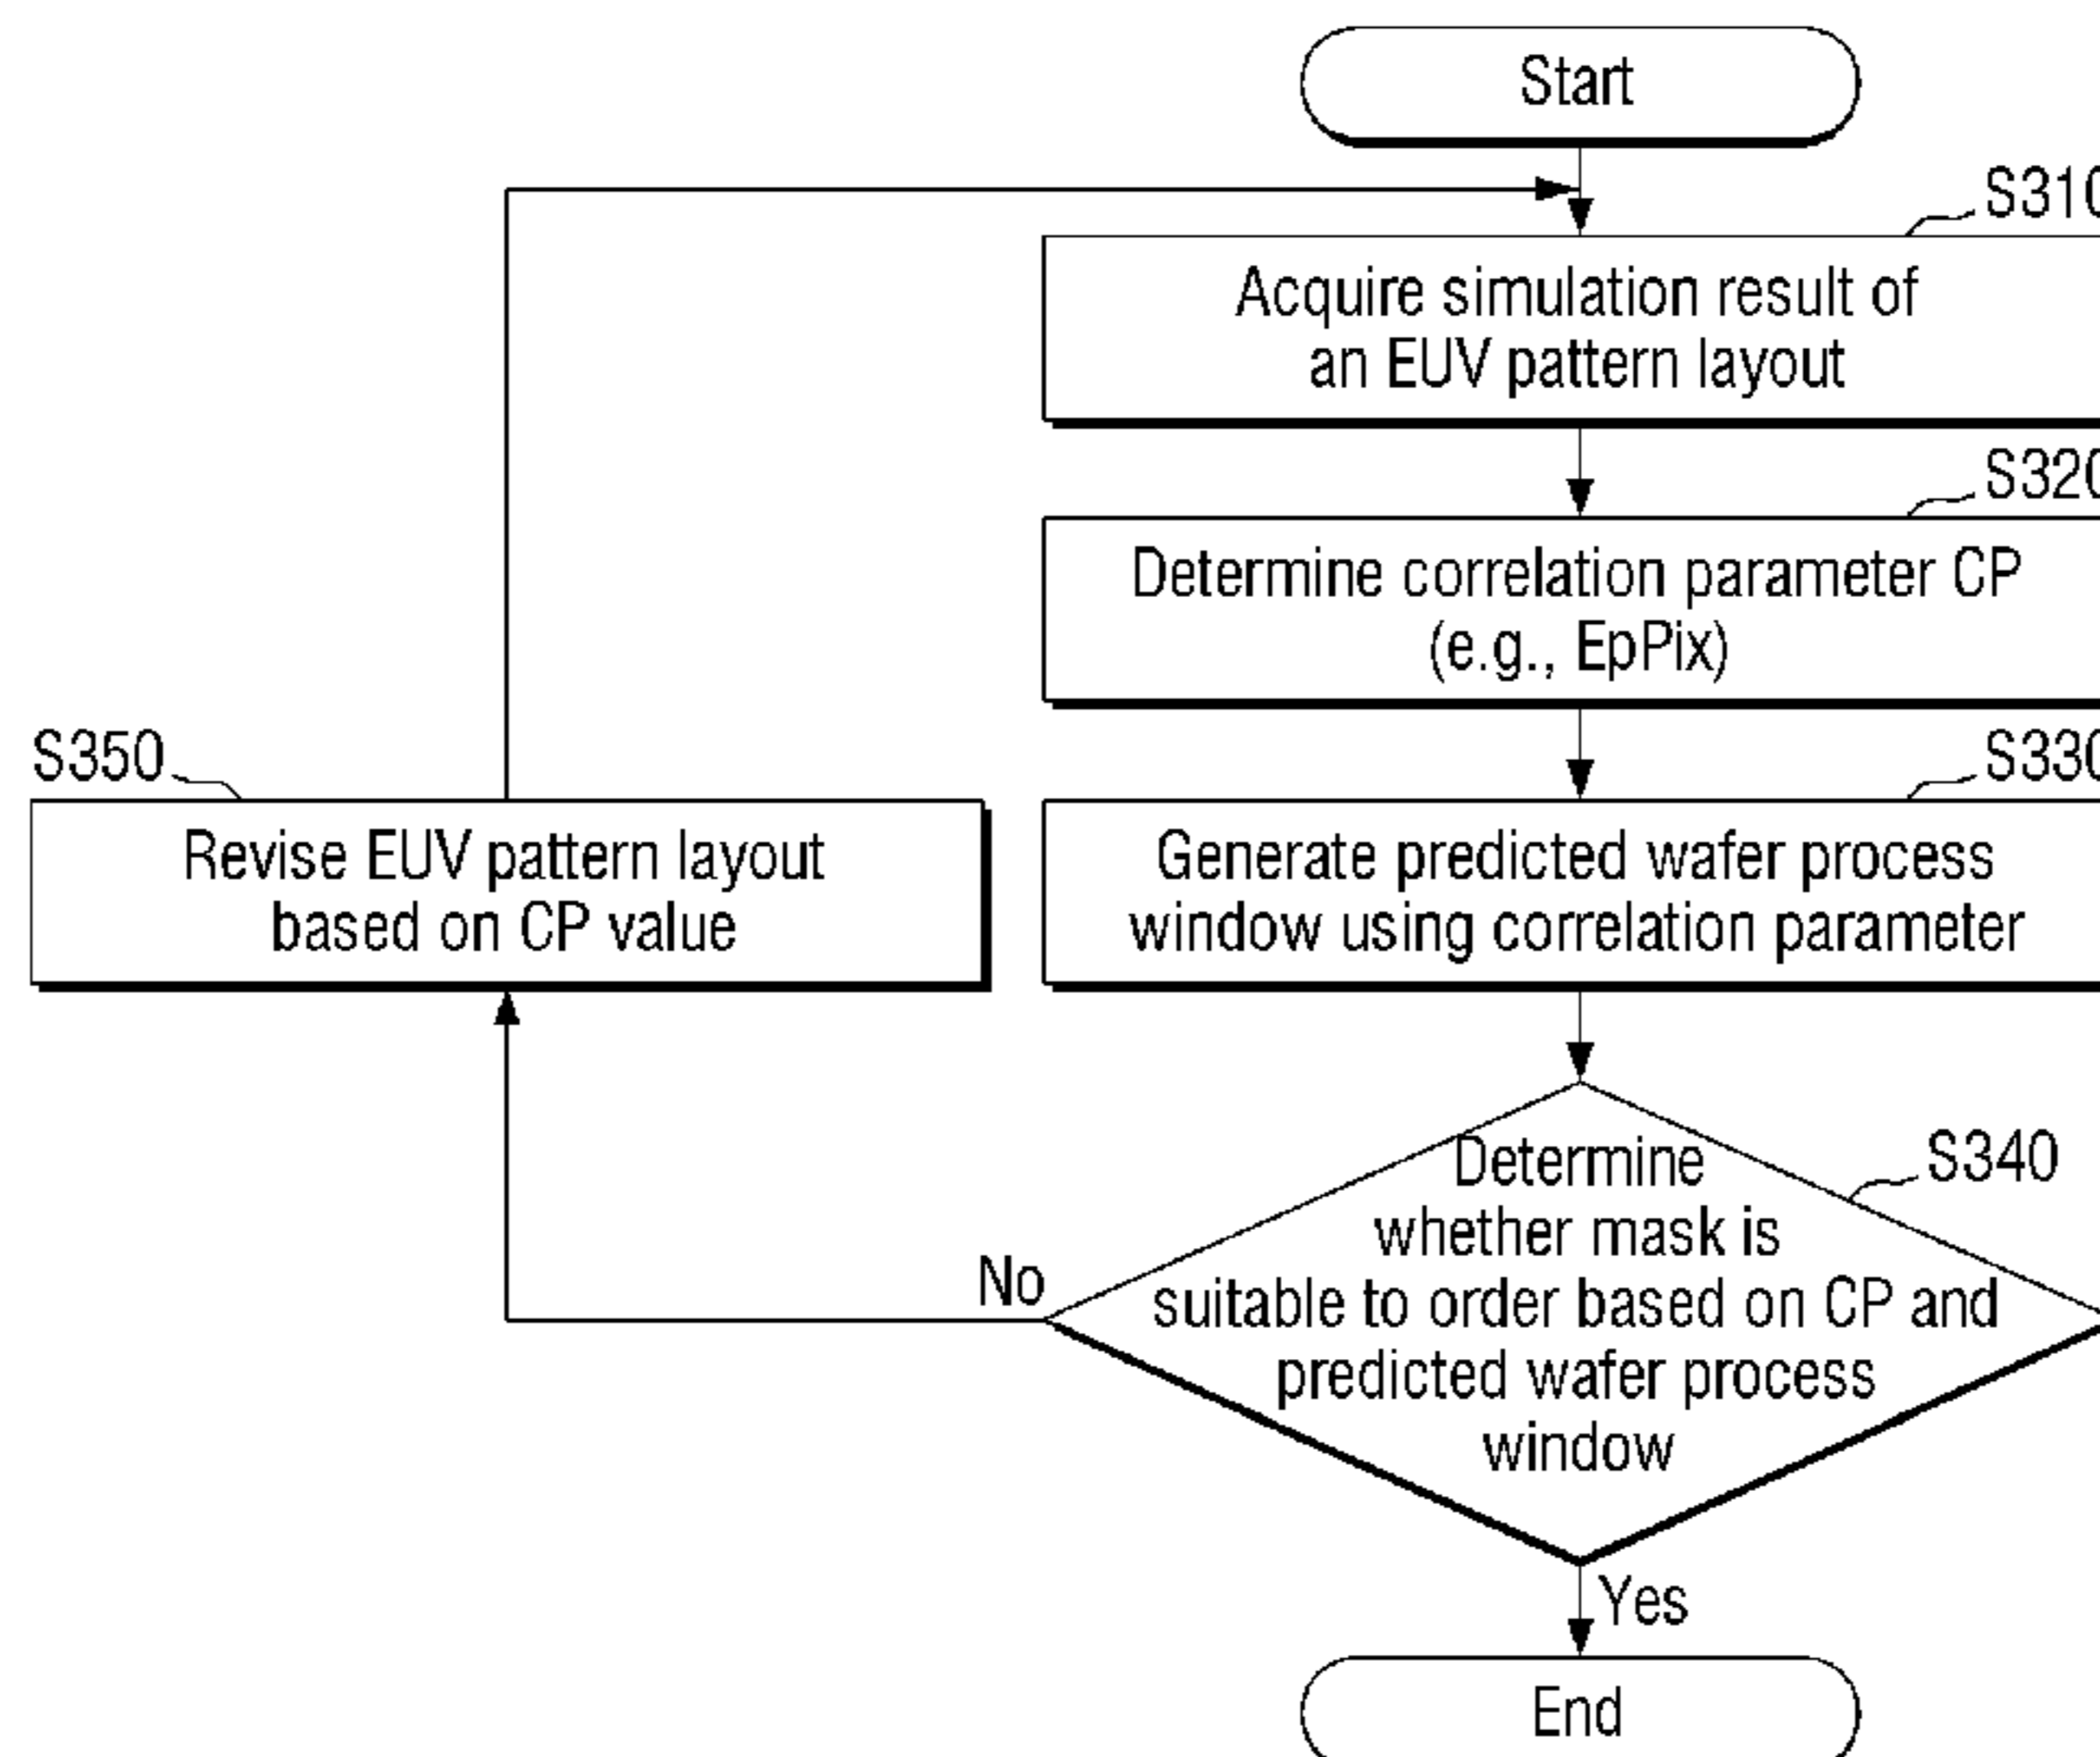 Start
S310
Acquire simulation result of
an EUV pattern layout
S320
Determine correlation parameter CP
(e.g., EpPix)
S330
Generate predicted wafer process
window using correlation parameter
S350
Revise EUV pattern layout
based on CP value
S340
Determine
whether mask is
suitable to order based on CP and
predicted wafer process
window
No
Yes
End